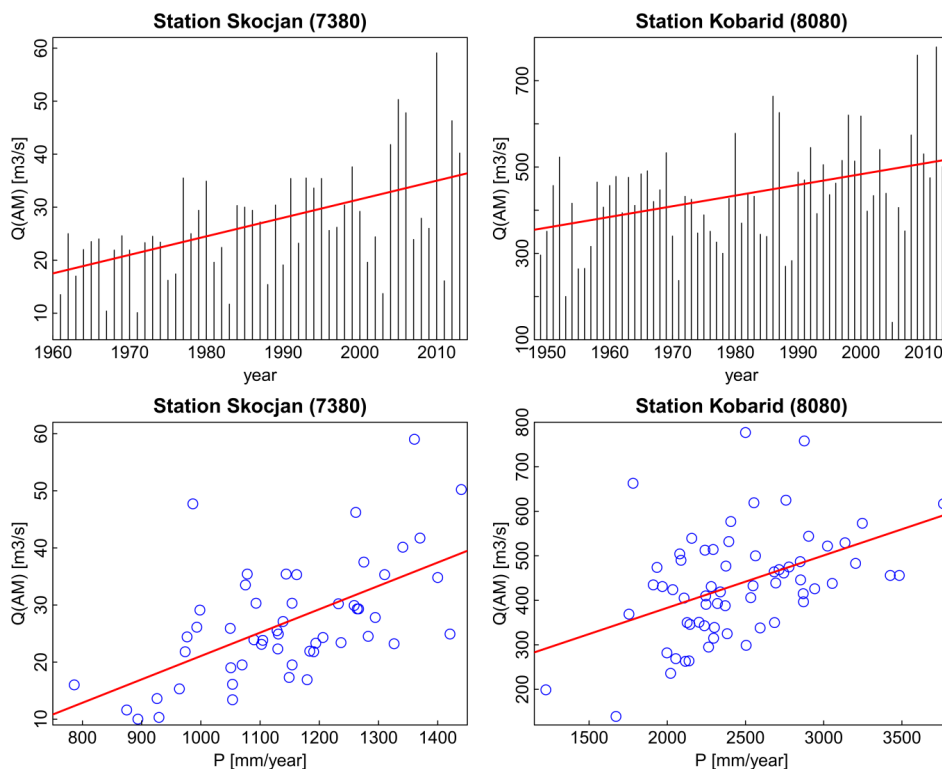 Station Skocjan (7380)
Q(AM) [m3/s]
60
50
40
30
20
10
1960 1970 1980 1990 2000 2010
year
Station Kobarid (8080)
Q(AM) [m3/s]
700
500
300
100
1950 1960 1970 1980 1990 2000 2010
year
Station Skocjan (7380)
Q(AM) [m3/s]
60
50
40
30
20
10
800 900 1000 1100 1200 1300 1400
P [mm/year]
Station Kobarid (8080)
Q(AM) [m3/s]
800
700
600
500
400
300
200
1500 2000 2500 3000 3500
P [mm/year]